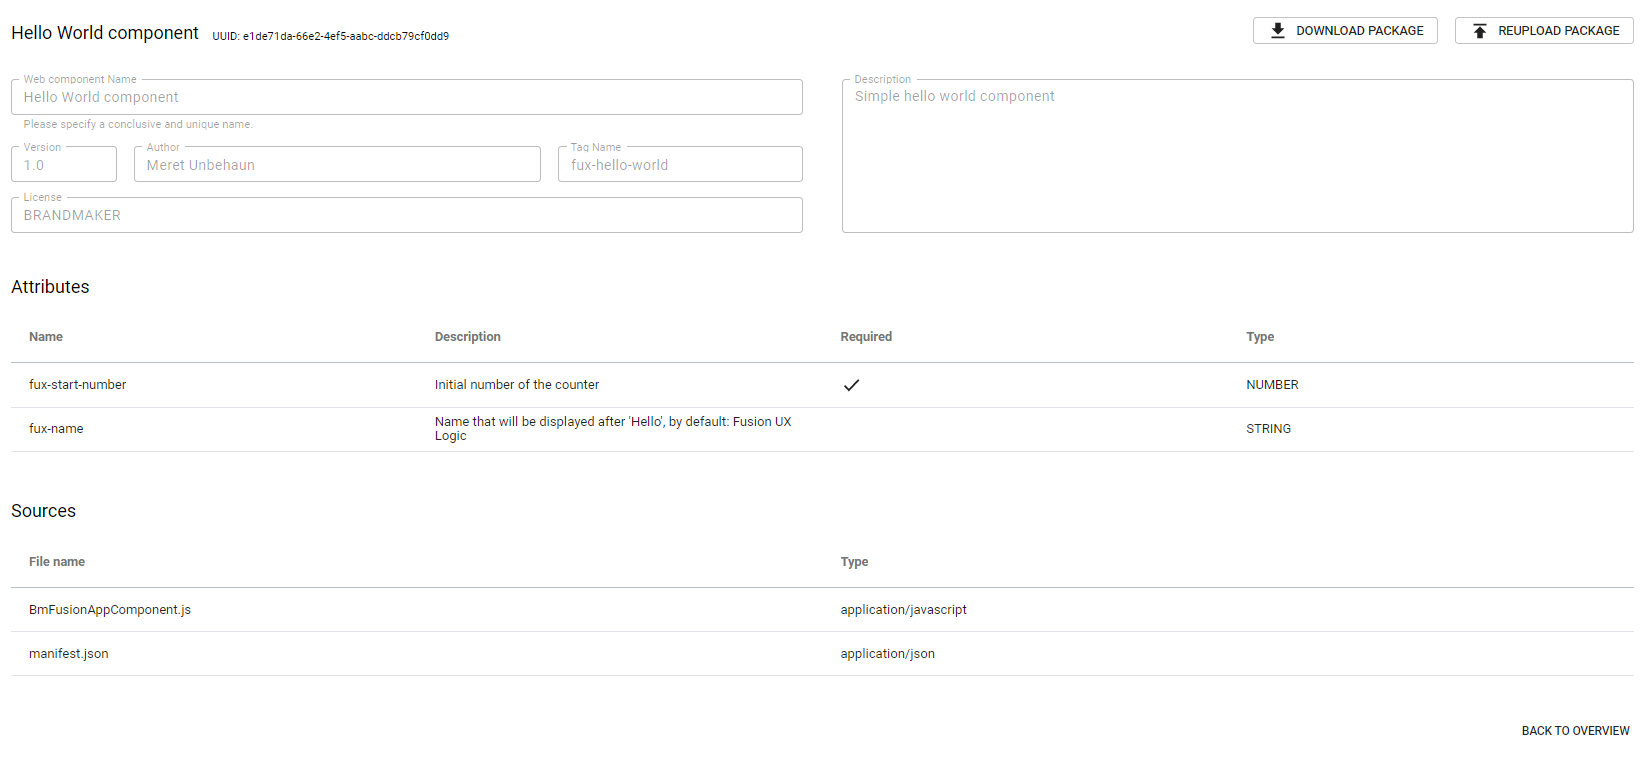 Hello World component UUID: e1de71da-66e2-4ef5-aabc-ddcb79cf0dd9
DOWNLOAD PACKAGE
REUPLOAD PACKAGE
Web component Name
Hello World component
Please specify a conclusive and unique name.
Version
1.0
Author
Meret Unbehaun
Tag Name
fux-hello-world
License
BRANDMAKER
Description
Simple hello world component
Attributes
Name Description Required Type
fux-start-number Initial number of the counter NUMBER
fux-name Name that will be displayed after 'Hello', by default: Fusion UX
Logic STRING
Sources
File name Type
BmFusionAppComponent.js application/javascript
manifest.json application/json
BACK TO OVERVIEW